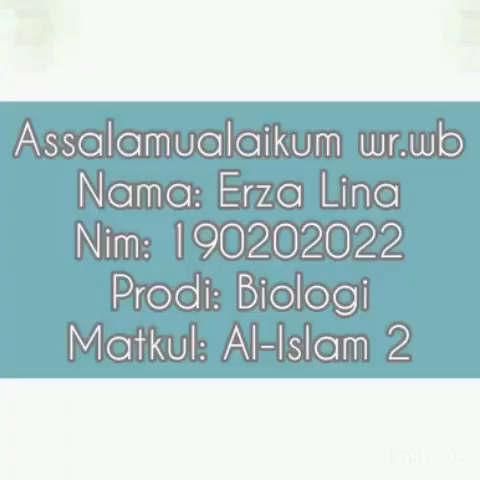 Assalamualaikum wr.wb
Nama: Erza Lina
Nim: 190202022
Prodi: Biologi
Matkul: Al-Islam 2